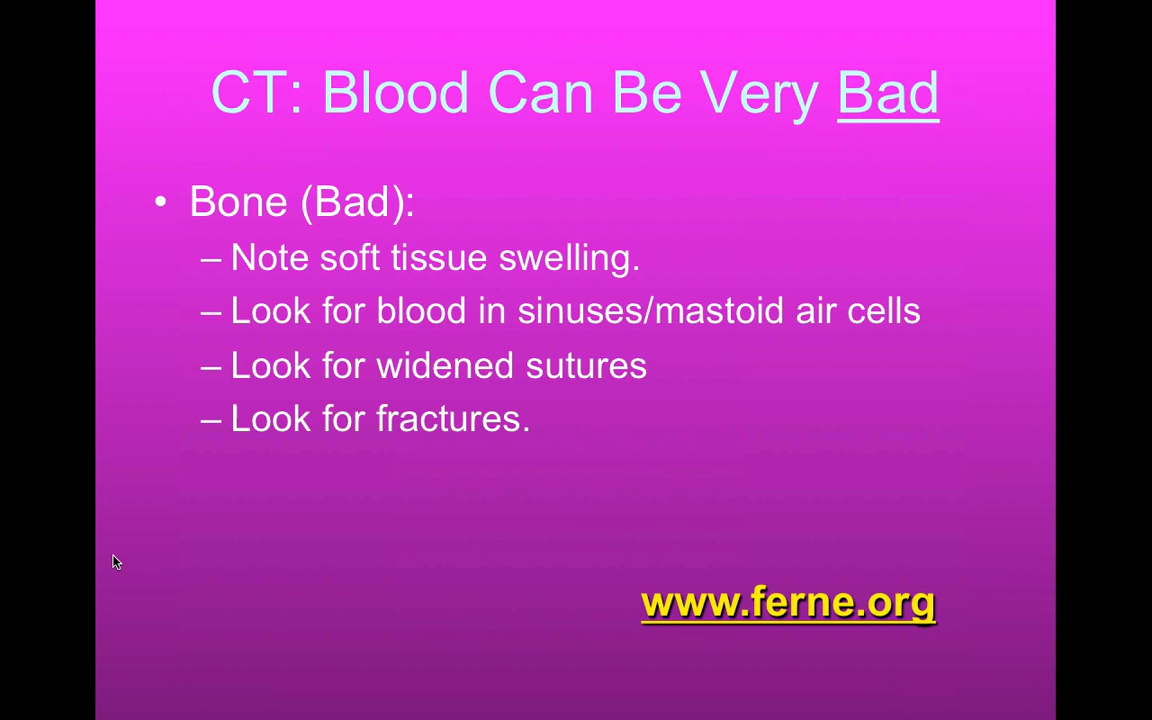 CT: Blood Can Be Very Bad
• Bone (Bad):
– Note soft tissue swelling.
– Look for blood in sinuses/mastoid air cells
– Look for widened sutures
– Look for fractures.
www.ferne.org